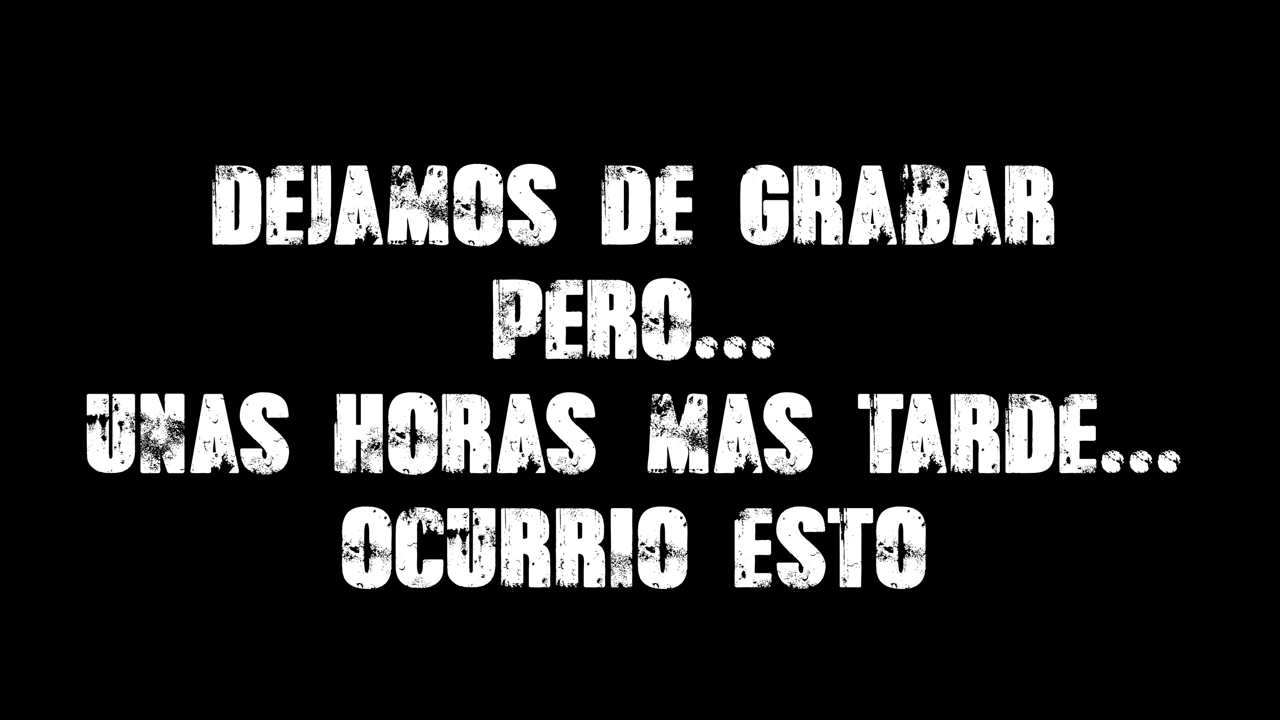 DEJAMOS DE GRABAR
PERO...
UNAS HORAS MAS TARDE...
OCURRIO ESTO